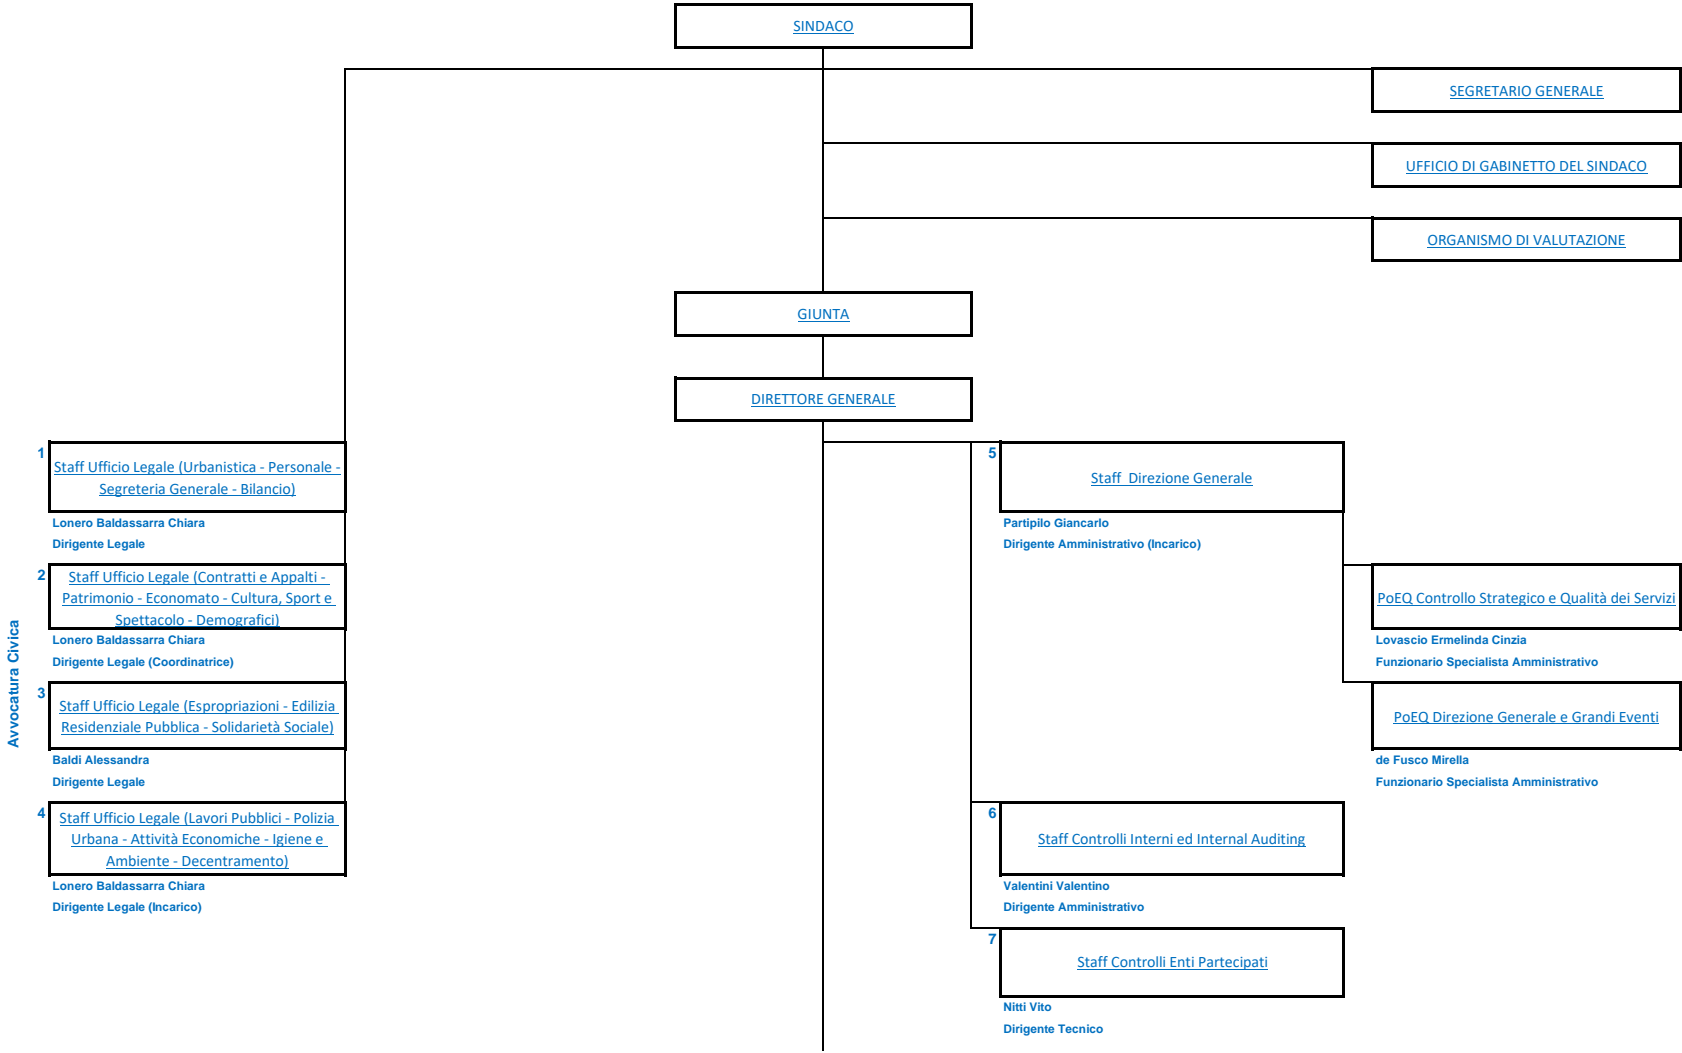 SINDACO
SEGRETARIO GENERALE
UFFICIO DI GABINETTO DEL SINDACO
ORGANISMO DI VALUTAZIONE
GIUNTA
DIRETTORE GENERALE
Avvocatura Civica
1
Staff Ufficio Legale (Urbanistica - Personale -
Segreteria Generale - Bilancio)
Lonero Baldassarra Chiara
Dirigente Legale
2
Staff Ufficio Legale (Contratti e Appalti -
Patrimonio - Economato - Cultura, Sport e
Spettacolo - Demografici)
Lonero Baldassarra Chiara
Dirigente Legale (Coordinatrice)
3
Staff Ufficio Legale (Espropriazioni - Edilizia
Residenziale Pubblica - Solidarietà Sociale)
Baldi Alessandra
Dirigente Legale
4
Staff Ufficio Legale (Lavori Pubblici - Polizia
Urbana - Attività Economiche - Igiene e
Ambiente - Decentramento)
Lonero Baldassarra Chiara
Dirigente Legale (Incarico)
5
Staff Direzione Generale
Partipilo Giancarlo
Dirigente Amministrativo (Incarico)
PoEQ Controllo Strategico e Qualità dei Servizi
Lovascio Ermelinda Cinzia
Funzionario Specialista Amministrativo
PoEQ Direzione Generale e Grandi Eventi
de Fusco Mirella
Funzionario Specialista Amministrativo
6
Staff Controlli Interni ed Internal Auditing
Valentini Valentino
Dirigente Amministrativo
7
Staff Controlli Enti Partecipati
Nitti Vito
Dirigente Tecnico